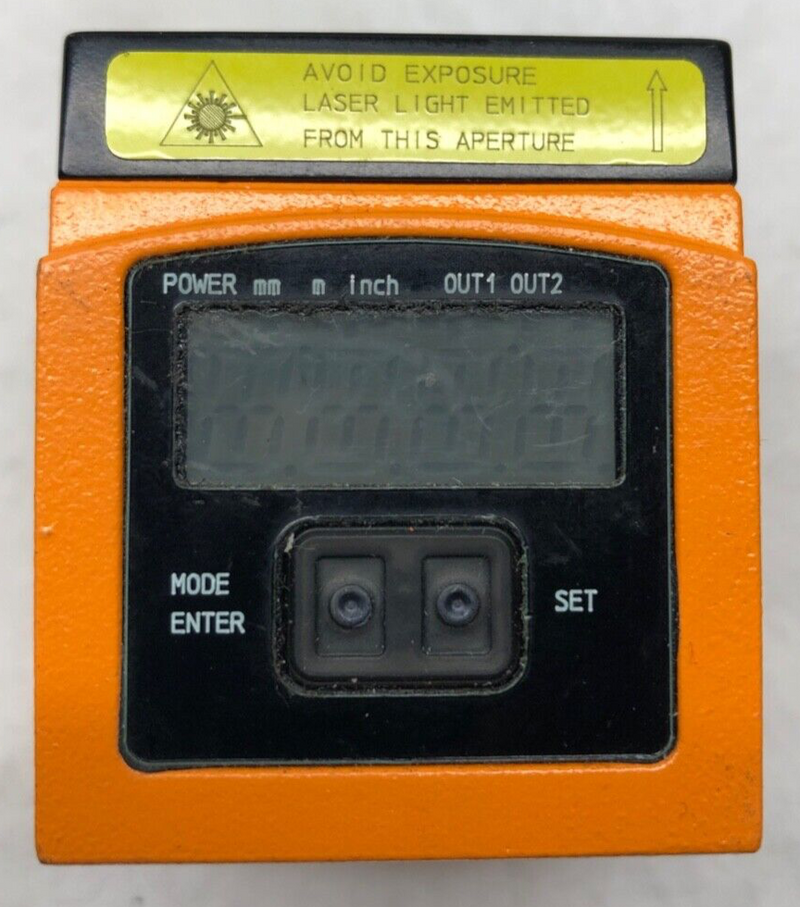 AVOID EXPOSURE
LASER LIGHT EMITTED
FROM THIS APERTURE
POWER mm m inch OUT1 OUT2
MODE
ENTER
SET